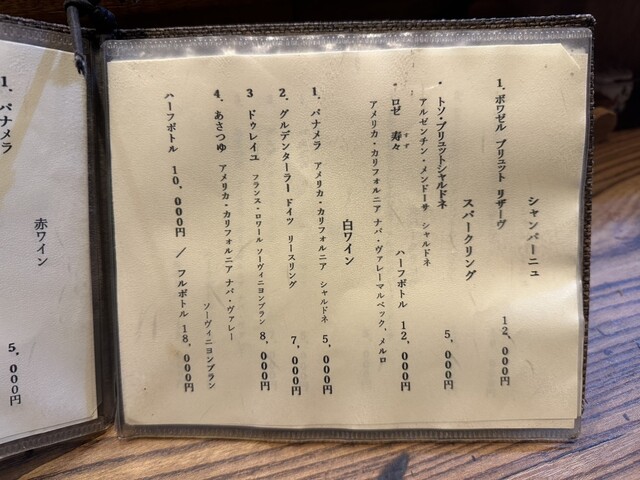 シャンパーニュ
1. ボワゼル ブリュット リザーヴ 12,000円
スパークリング
・トソ・ブリュットシャルドネ 5,000円
アルゼンチン・メンドーサ シャルドネ
・ロゼ 寿々 ハーフボトル 12,000円
すず
アメリカ・カリフォルニア ナパ・ヴァレーマルベック、メルロ
白ワイン
1. パナメラ アメリカ・カリフォルニア シャルドネ 5,000円
2. グルデンターラー ドイツ リースリング 7,000円
3 ドゥレイユ フランス・ロワール ソーヴィニヨンブラン 8,000円
4. あさつゆ アメリカ・カリフォルニア ナパ・ヴァレー
ソーヴィニヨンブラン
ハーフボトル 10,000円 / フルボトル 18,000円
赤ワイン
1. パナメラ 5,000円